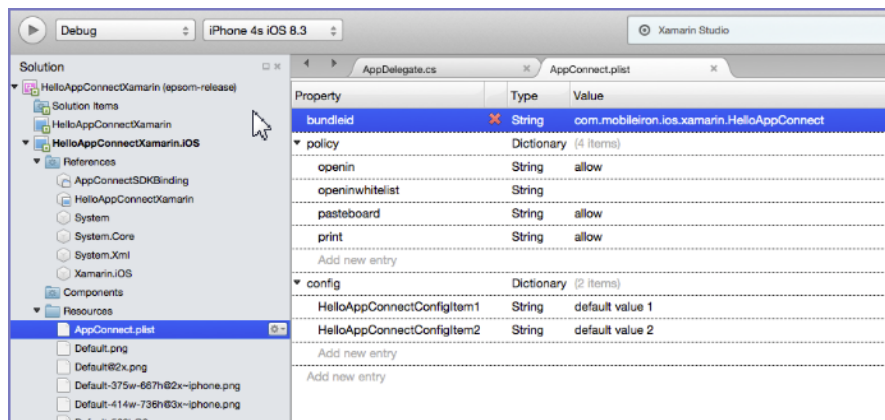 Debug
iPhone 4s iOS 8.3
Xamarin Studio
Solution
HelloAppConnectXamarin (epsom-release)
Solution Items
HelloAppConnectXamarin
HelloAppConnectXamarin.iOS
References
AppConnectSDKBinding
HelloAppConnectXamarin
System
System.Core
System.Xml
Xamarin.iOS
Components
Resources
AppConnect.plist
Default.png
Default@2x.png
Default-375w-667h@2x~iphone.png
Default-414w-736h@3x~iphone.png
AppDelegate.cs
AppConnect.plist
Property Type Value
bundleid String com.mobileiron.ios.xamarin.HelloAppConnect
policy Dictionary (4 items)
openin String allow
openinwhitelist String
pasteboard String allow
print String allow
Add new entry
config Dictionary (2 items)
HelloAppConnectConfigItem1 String default value 1
HelloAppConnectConfigItem2 String default value 2
Add new entry
Add new entry